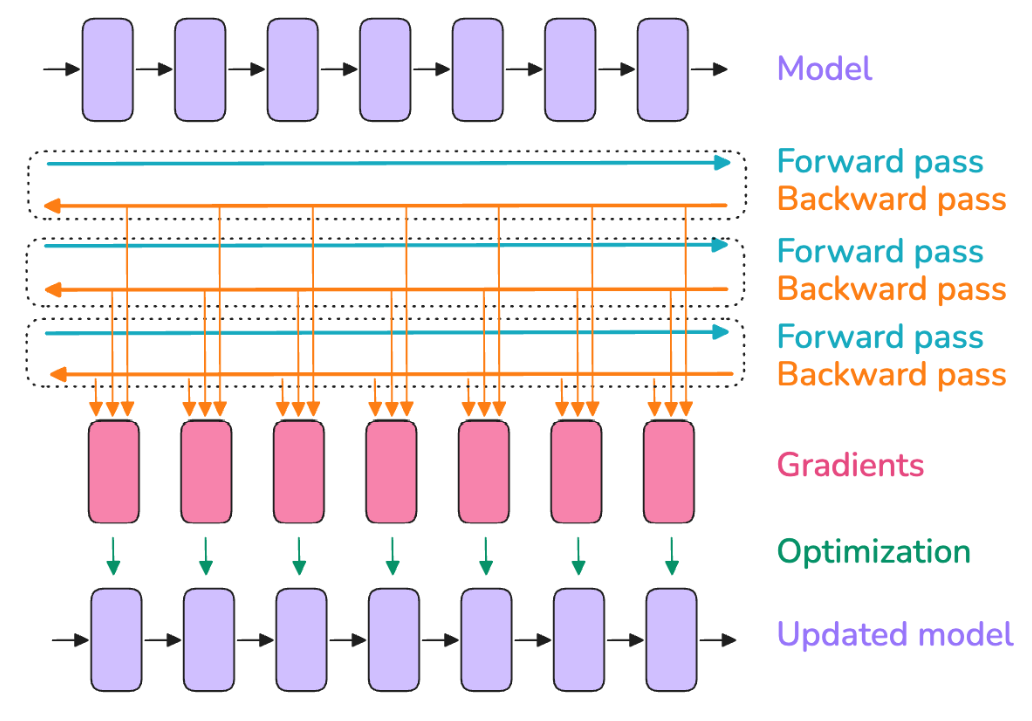 Model
Forward pass
Backward pass
Forward pass
Backward pass
Forward pass
Backward pass
Gradients
Optimization
Updated model